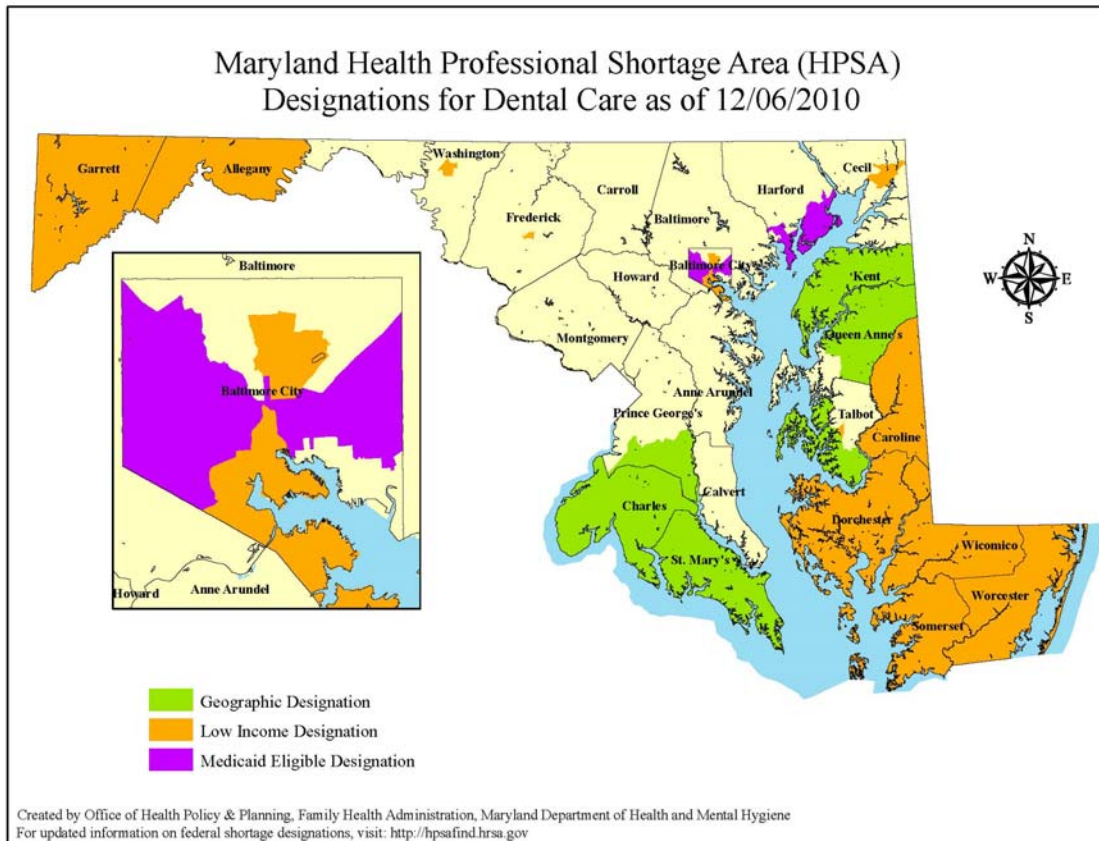 Maryland Health Professional Shortage Area (HPSA)
Designations for Dental Care as of 12/06/2010
Garrett
Allegany
Washington
Frederick
Carroll
Baltimore
Harford
Cecil
Howard
Baltimore City
Kent
Queen Anne's
Montgomery
Anne Arundel
Prince George's
Talbot
Caroline
Calvert
Charles
St. Mary's
Dorchester
Wicomico
Worcester
Somerset
N
W
E
S
Baltimore
Baltimore City
Anne Arundel
Howard
Geographic Designation
Low Income Designation
Medicaid Eligible Designation
Created by Office of Health Policy & Planning, Family Health Administration, Maryland Department of Health and Mental Hygiene
For updated information on federal shortage designations, visit: http://hpsafind.hrsa.gov